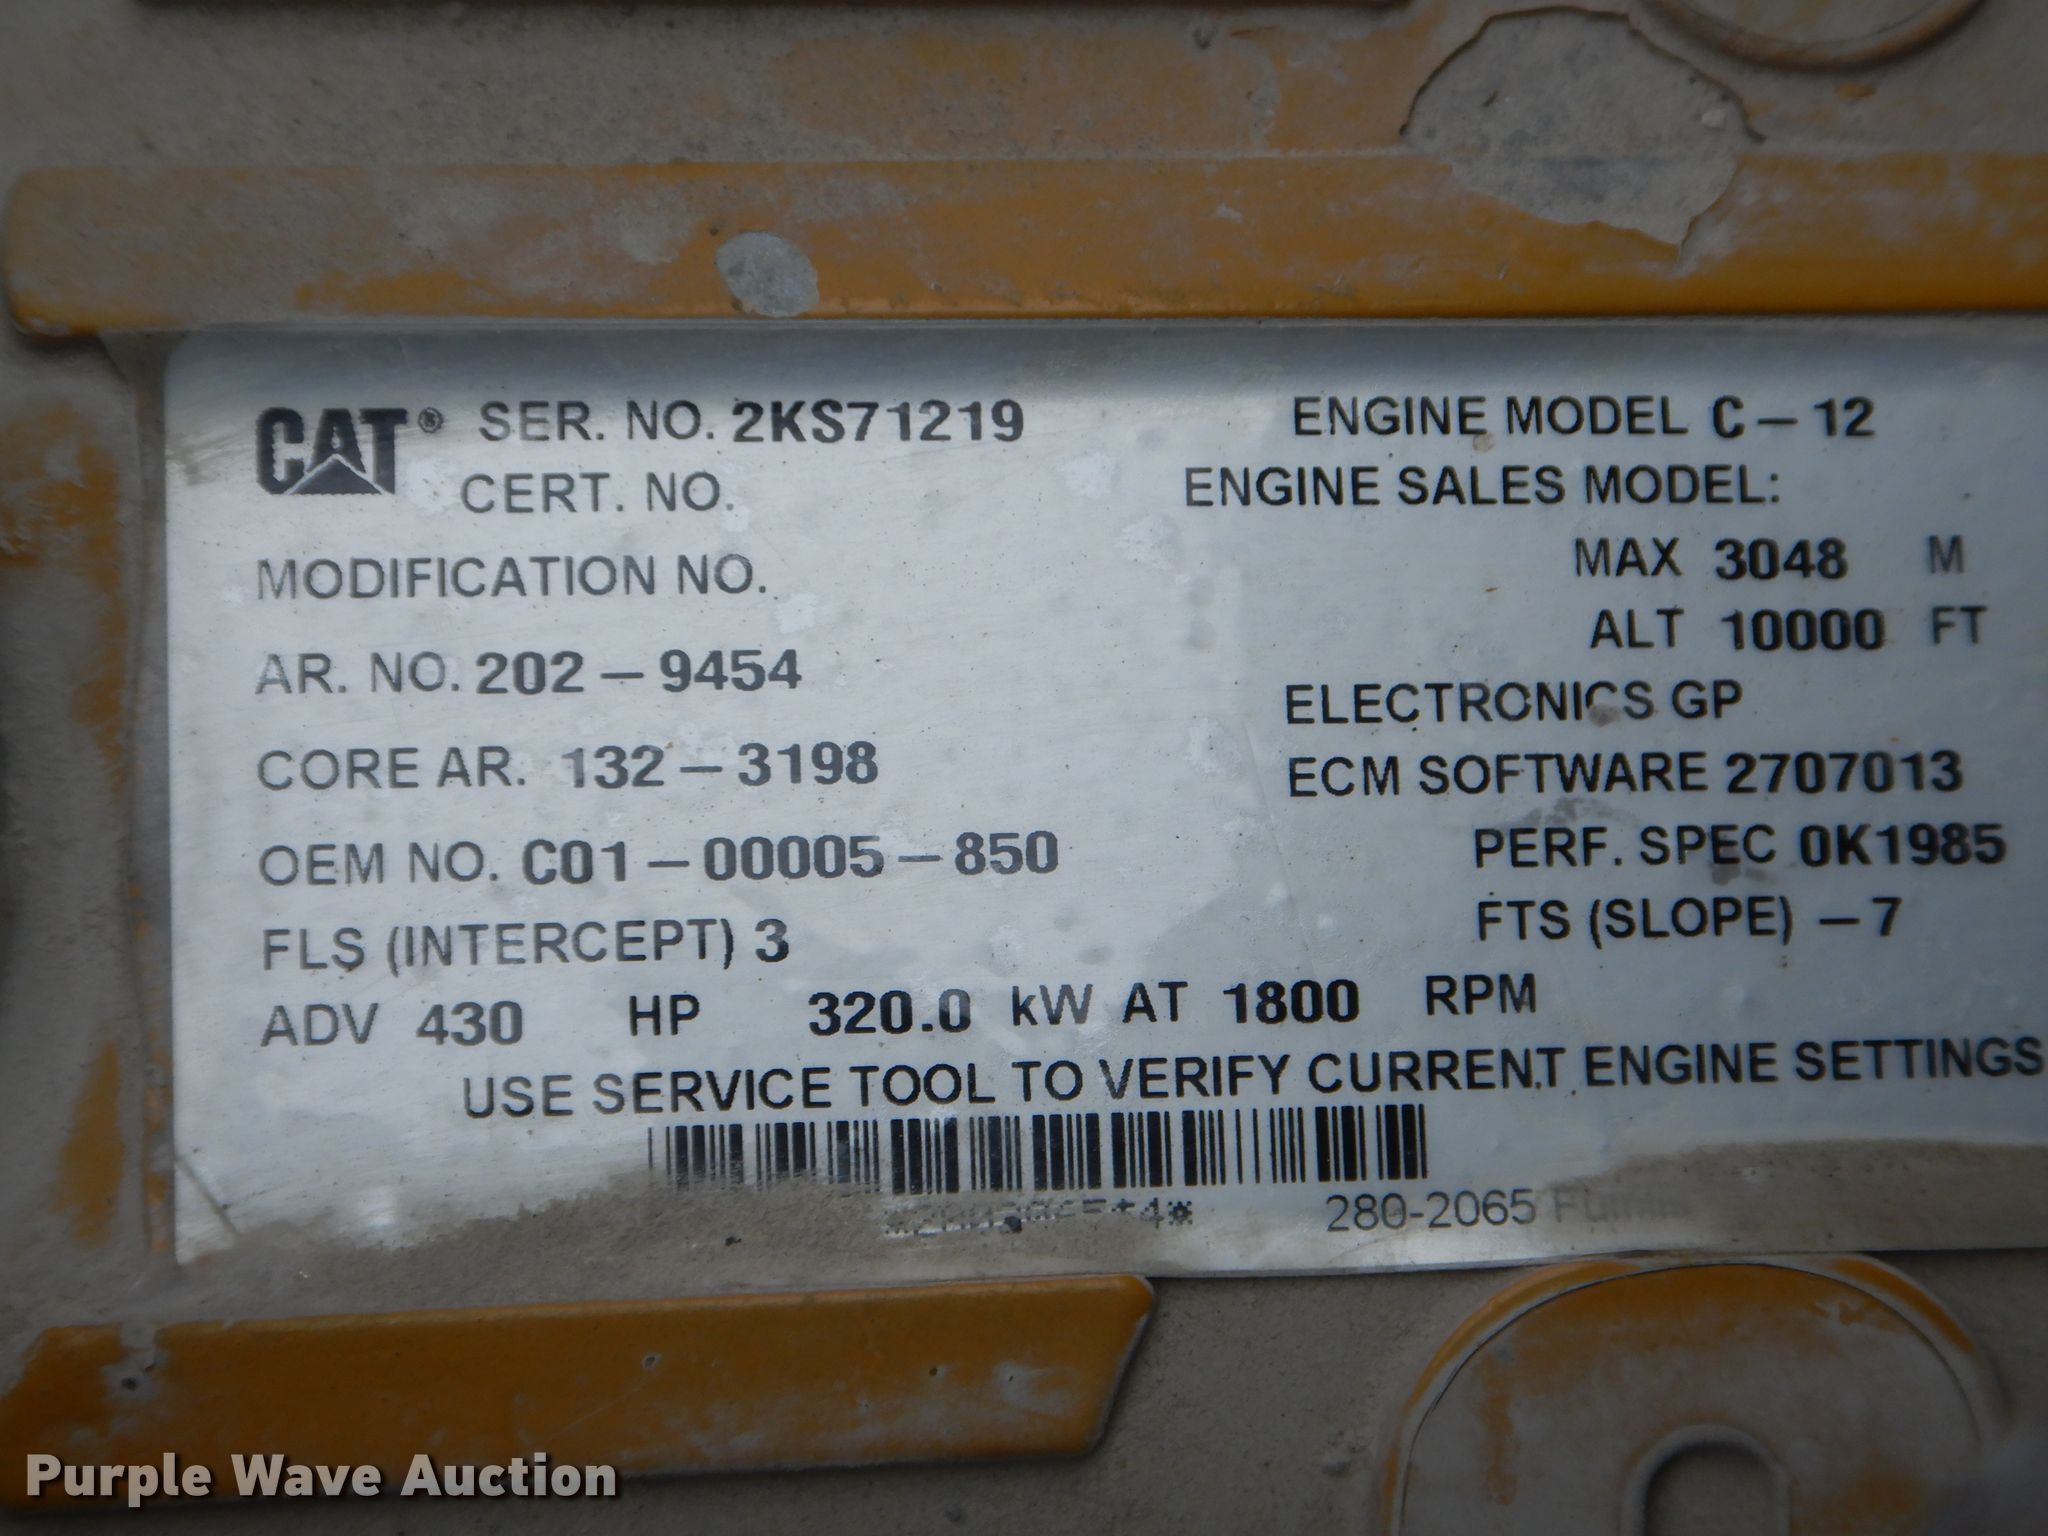 CAT® SER. NO. 2KS71219 ENGINE MODEL C-12
CERT. NO. ENGINE SALES MODEL:
MODIFICATION NO. MAX 3048 M
ALT 10000 FT
AR. NO. 202-9454 ELECTRONICS GP
CORE AR. 132-3198 ECM SOFTWARE 2707013
OEM NO. C01-00005-850 PERF. SPEC 0K1985
FLS (INTERCEPT) 3 FTS (SLOPE) -7
ADV 430 HP 320.0 kW AT 1800 RPM
USE SERVICE TOOL TO VERIFY CURRENT ENGINE SETTINGS
280-2065
Purple Wave Auction